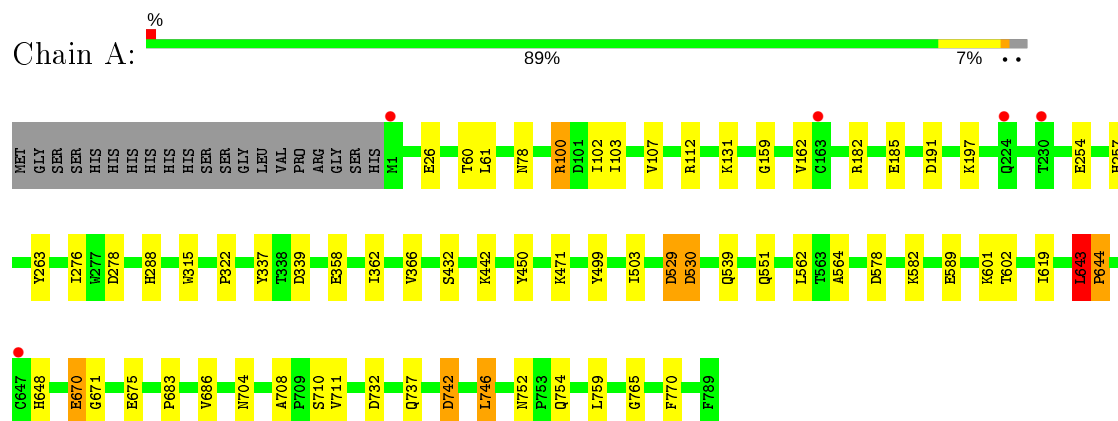 %
Chain A:
89% 7% • •
MET GLY SER SER HIS HIS HIS HIS HIS HIS SER SER GLY LEU VAL PRO ARG GLY SER HIS M1 E26 T60 L61 N78 R100 D101 I102 I103 V107 R112 K131 G159 V162 C163 R182 E185 D191 K197 Q224 T230 E254 H257
Y263 I276 W277 D278 H288 W315 P322 Y337 T338 D339 E358 I362 V366 S432 K442 Y450 K471 Y499 I503 D529 D530 Q539 Q551 L562 T563 A564 D578 K582 E589 K601 T602 I619 L643 P644
C647 H648 E670 G671 E675 P683 V686 N704 A708 P709 S710 V711 D732 Q737 D742 L746 N752 P753 Q754 L759 G765 F770 F789